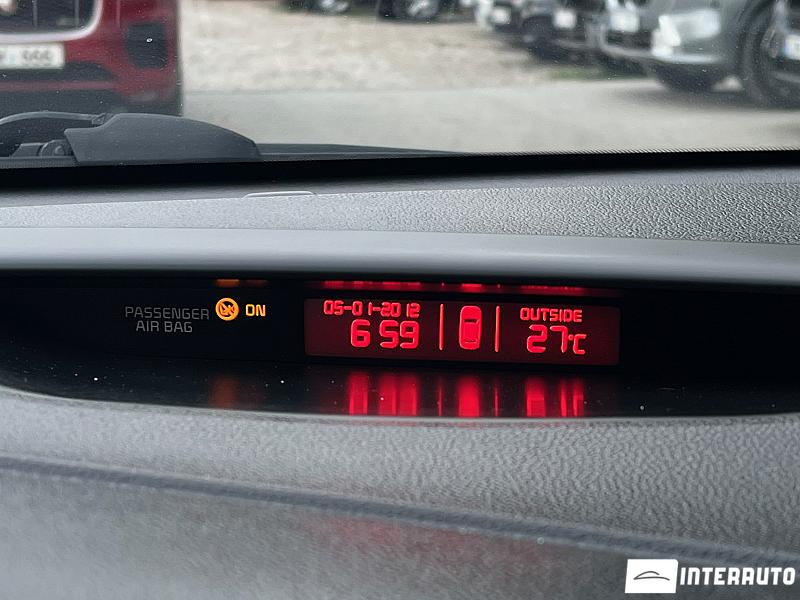 PASSENGER
AIR BAG
ON
05-01-2012
6 59
OUTSIDE
27°C
INTERAUTO